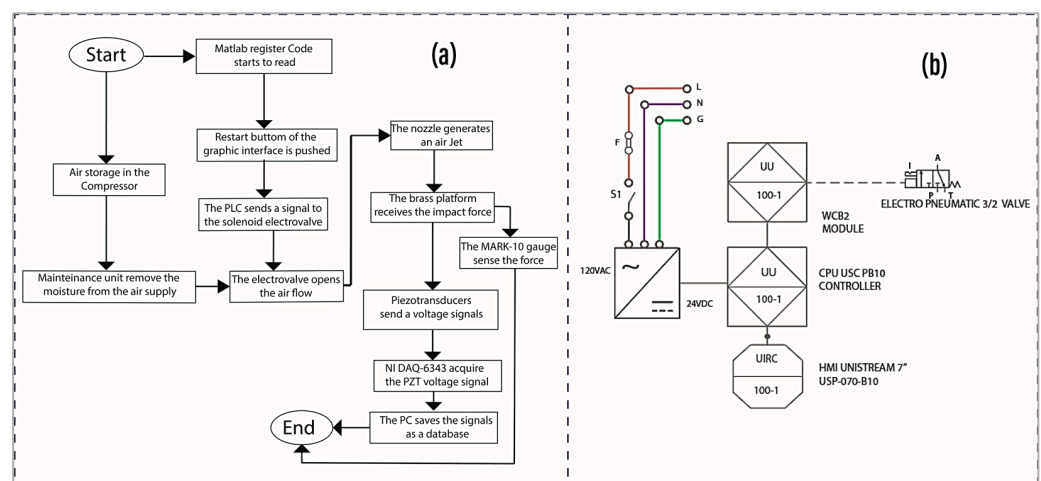 (a)
Start
Matlab register Code
starts to read
Restart buttom of the
graphic interface is pushed
Air storage in the
Compressor
The PLC sends a signal to
the solenoid electrovalve
Mainteinance unit remove the
moisture from the air supply
The electrovalve opens
the air flow
The nozzle generates
an air Jet
The brass platform
receives the impact force
The MARK-10 gauge
sense the force
Piezotransducers
send a voltage signals
NI DAQ-6343 acquire
the PZT voltage signal
The PC saves the signals
as a database
End
(b)
L
N
G
F
S1
120VAC
24VDC
UU
100-1
WCB2
MODULE
I
A
P T T
ELECTRO PNEUMATIC 3/2 VALVE
UU
100-1
CPU USC PB10
CONTROLLER
UIRC
100-1
HMI UNISTREAM 7"
USP-070-B10